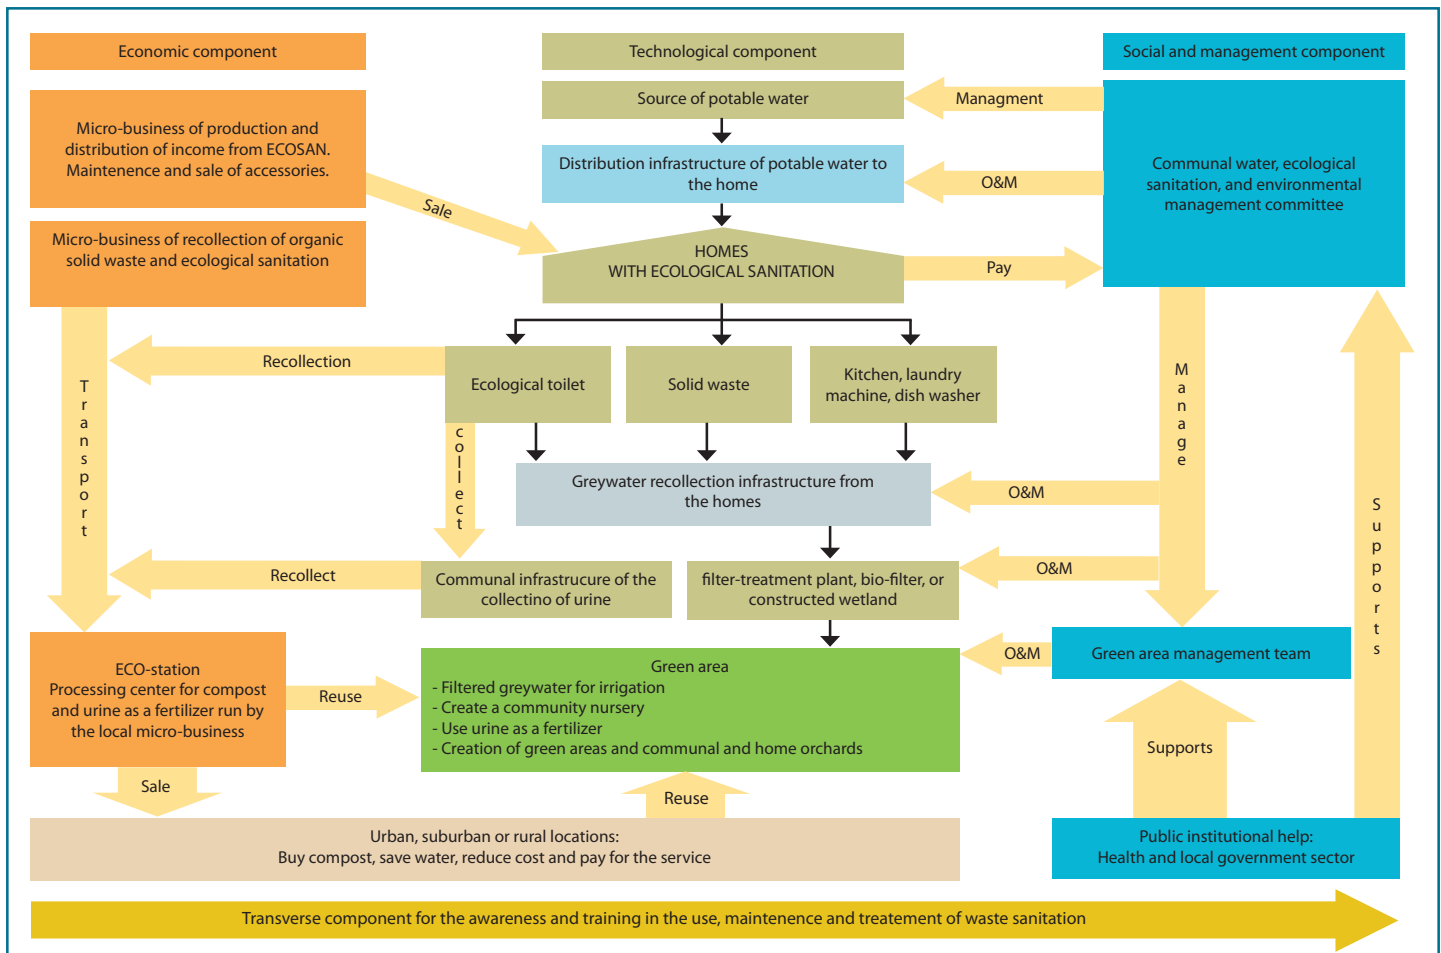 Economic component
Technological component
Social and management component
Micro-business of production and
distribution of income from ECOSAN.
Maintenence and sale of accessories.
Source of potable water
Managment
Distribution infrastructure of potable water to
the home
O&M
Communal water, ecological
sanitation, and environmental
management committee
Sale
Micro-business of recollection of organic
solid waste and ecological sanitation
HOMES
WITH ECOLOGICAL SANITATION
Pay
Transport
Recollection
Ecological toilet
Solid waste
Kitchen, laundry
machine, dish washer
Manage
collect
Greywater recollection infrastructure from
the homes
O&M
Supports
Recollect
Communal infrastrucure of the
collectino of urine
filter-treatment plant, bio-filter, or
constructed wetland
O&M
ECO-station
Processing center for compost
and urine as a fertilizer run by
the local micro-business
Reuse
Green area
- Filtered greywater for irrigation
- Create a community nursery
- Use urine as a fertilizer
- Creation of green areas and communal and home orchards
O&M
Green area management team
Supports
Sale
Reuse
Urban, suburban or rural locations:
Buy compost, save water, reduce cost and pay for the service
Public institutional help:
Health and local government sector
Transverse component for the awareness and training in the use, maintenence and treatement of waste sanitation